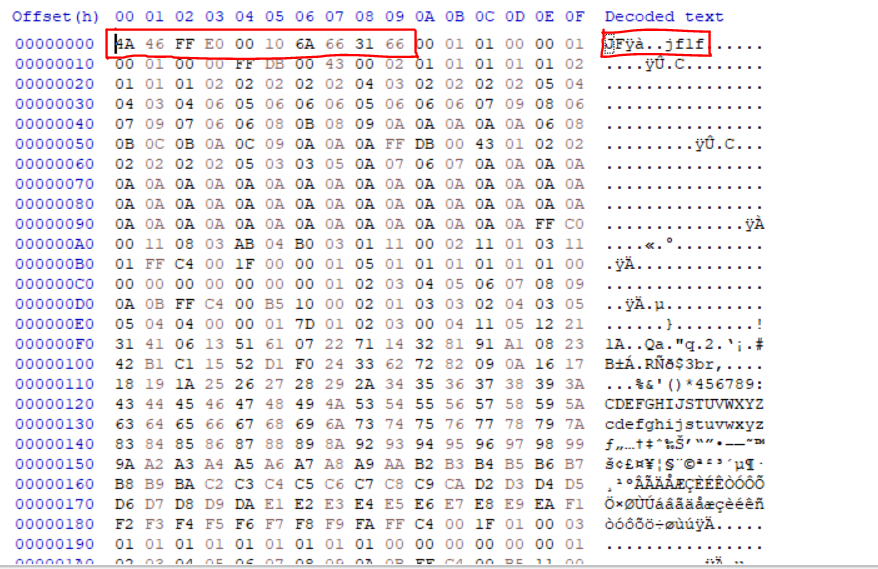 Offset(h) 00 01 02 03 04 05 06 07 08 09 0A 0B 0C 0D 0E 0F Decoded text
00000000 4A 46 FF E0 00 10 6A 66 31 66 00 01 01 00 00 01 JFÿà..jf1f......
00000010 00 01 00 00 FF DB 00 43 00 02 01 01 01 01 01 02 ....ÿÛ.C........
00000020 01 01 01 02 02 02 02 02 04 03 02 02 02 02 05 04 ................
00000030 04 03 04 06 05 06 06 06 05 06 06 06 07 09 08 06 ................
00000040 07 09 07 06 06 08 0B 08 09 0A 0A 0A 0A 0A 06 08 ................
00000050 0B 0C 0B 0A 0C 09 0A 0A 0A FF DB 00 43 01 02 02 .........ÿÛ.C...
00000060 02 02 02 02 05 03 03 05 0A 07 06 07 0A 0A 0A 0A ................
00000070 0A 0A 0A 0A 0A 0A 0A 0A 0A 0A 0A 0A 0A 0A 0A 0A ................
00000080 0A 0A 0A 0A 0A 0A 0A 0A 0A 0A 0A 0A 0A 0A 0A 0A ................
00000090 0A 0A 0A 0A 0A 0A 0A 0A 0A 0A 0A 0A 0A 0A FF C0 ..............ÿÀ
000000A0 00 11 08 03 AB 04 B0 03 01 11 00 02 11 01 03 11 ....«.°.........
000000B0 01 FF C4 00 1F 00 00 01 05 01 01 01 01 01 01 00 .ÿÄ.............
000000C0 00 00 00 00 00 00 00 01 02 03 04 05 06 07 08 09 ................
000000D0 0A 0B FF C4 00 B5 10 00 02 01 03 03 02 04 03 05 ..ÿÄ.µ..........
000000E0 05 04 04 00 00 01 7D 01 02 03 00 04 11 05 12 21 ......}........!
000000F0 31 41 06 13 51 61 07 22 71 14 32 81 91 A1 08 23 1A..Qa."q.2.‘¡.#
00000100 42 B1 C1 15 52 D1 F0 24 33 62 72 82 09 0A 16 17 B±Á.RÑð$3br‚....
00000110 18 19 1A 25 26 27 28 29 2A 34 35 36 37 38 39 3A ...%&'()*456789:
00000120 43 44 45 46 47 48 49 4A 53 54 55 56 57 58 59 5A CDEFGHIJSTUVWXYZ
00000130 63 64 65 66 67 68 69 6A 73 74 75 76 77 78 79 7A cdefghijstuvwxyz
00000140 83 84 85 86 87 88 89 8A 92 93 94 95 96 97 98 99 ƒ„…†‡ˆ‰Š’“”•–—˜™
00000150 9A A2 A3 A4 A5 A6 A7 A8 A9 AA B2 B3 B4 B5 B6 B7 š¢£¤¥¦§¨©ª²³´µ¶·
00000160 B8 B9 BA C2 C3 C4 C5 C6 C7 C8 C9 CA D2 D3 D4 D5 ¸¹ºÂÃÄÅÆÇÈÉÊÒÓÔÕ
00000170 D6 D7 D8 D9 DA E1 E2 E3 E4 E5 E6 E7 E8 E9 EA F1 Ö×ØÙÚáâãäåæçèéêñ
00000180 F2 F3 F4 F5 F6 F7 F8 F9 FA FF C4 00 1F 01 00 03 òóôõö÷øùúÿÄ.....
00000190 01 01 01 01 01 01 01 01 01 00 00 00 00 00 00 01 ................
000001A0 02 03 04 05 06 07 08 09 0A 0B FF C4 00 B5 11 00 ..........ÿÄ.µ..